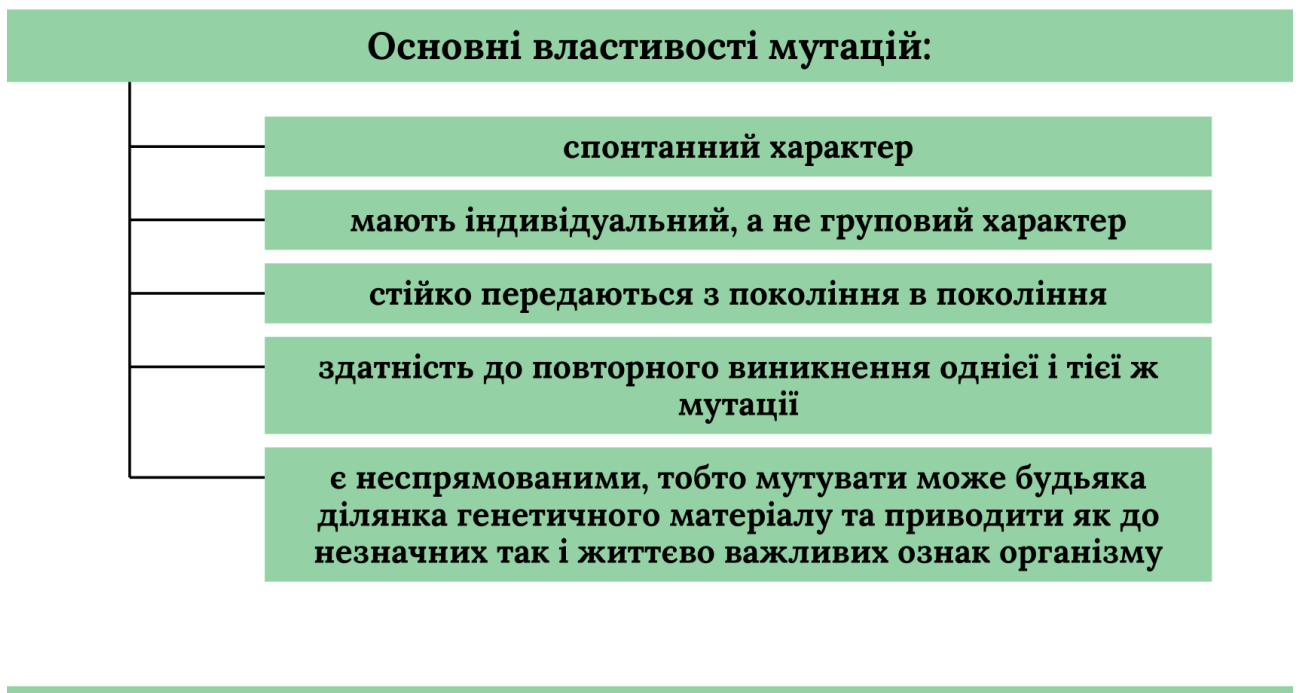 Основні властивості мутацій:
спонтанний характер
мають індивідуальний, а не груповий характер
стійко передаються з покоління в покоління
здатність до повторного виникнення однієї і тієї ж
мутації
є неспрямованими, тобто мутувати може будьяка
ділянка генетичного матеріалу та приводити як до
незначних так і життєво важливих ознак організму